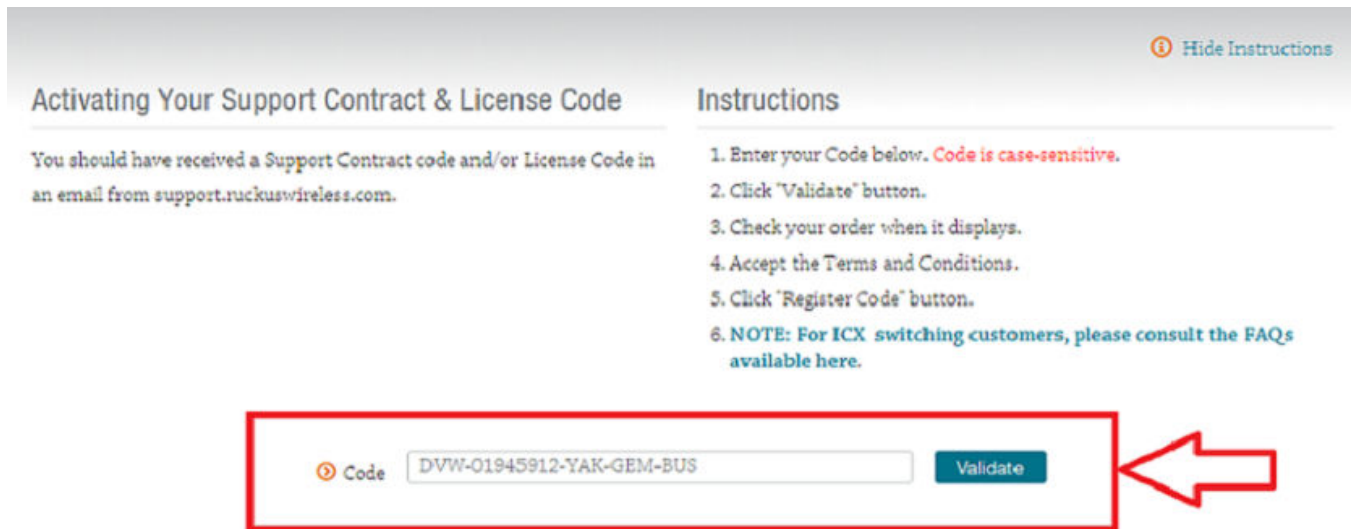 Hide Instructions
Activating Your Support Contract & License Code
You should have received a Support Contract code and/or License Code in
an email from support.ruckuswireless.com.
Instructions
1. Enter your Code below. Code is case-sensitive.
2. Click "Validate" button.
3. Check your order when it displays.
4. Accept the Terms and Conditions.
5. Click "Register Code" button.
6. NOTE: For ICX switching customers, please consult the FAQs
available here.
Code DVW-01945912-YAK-GEM-BUS Validate